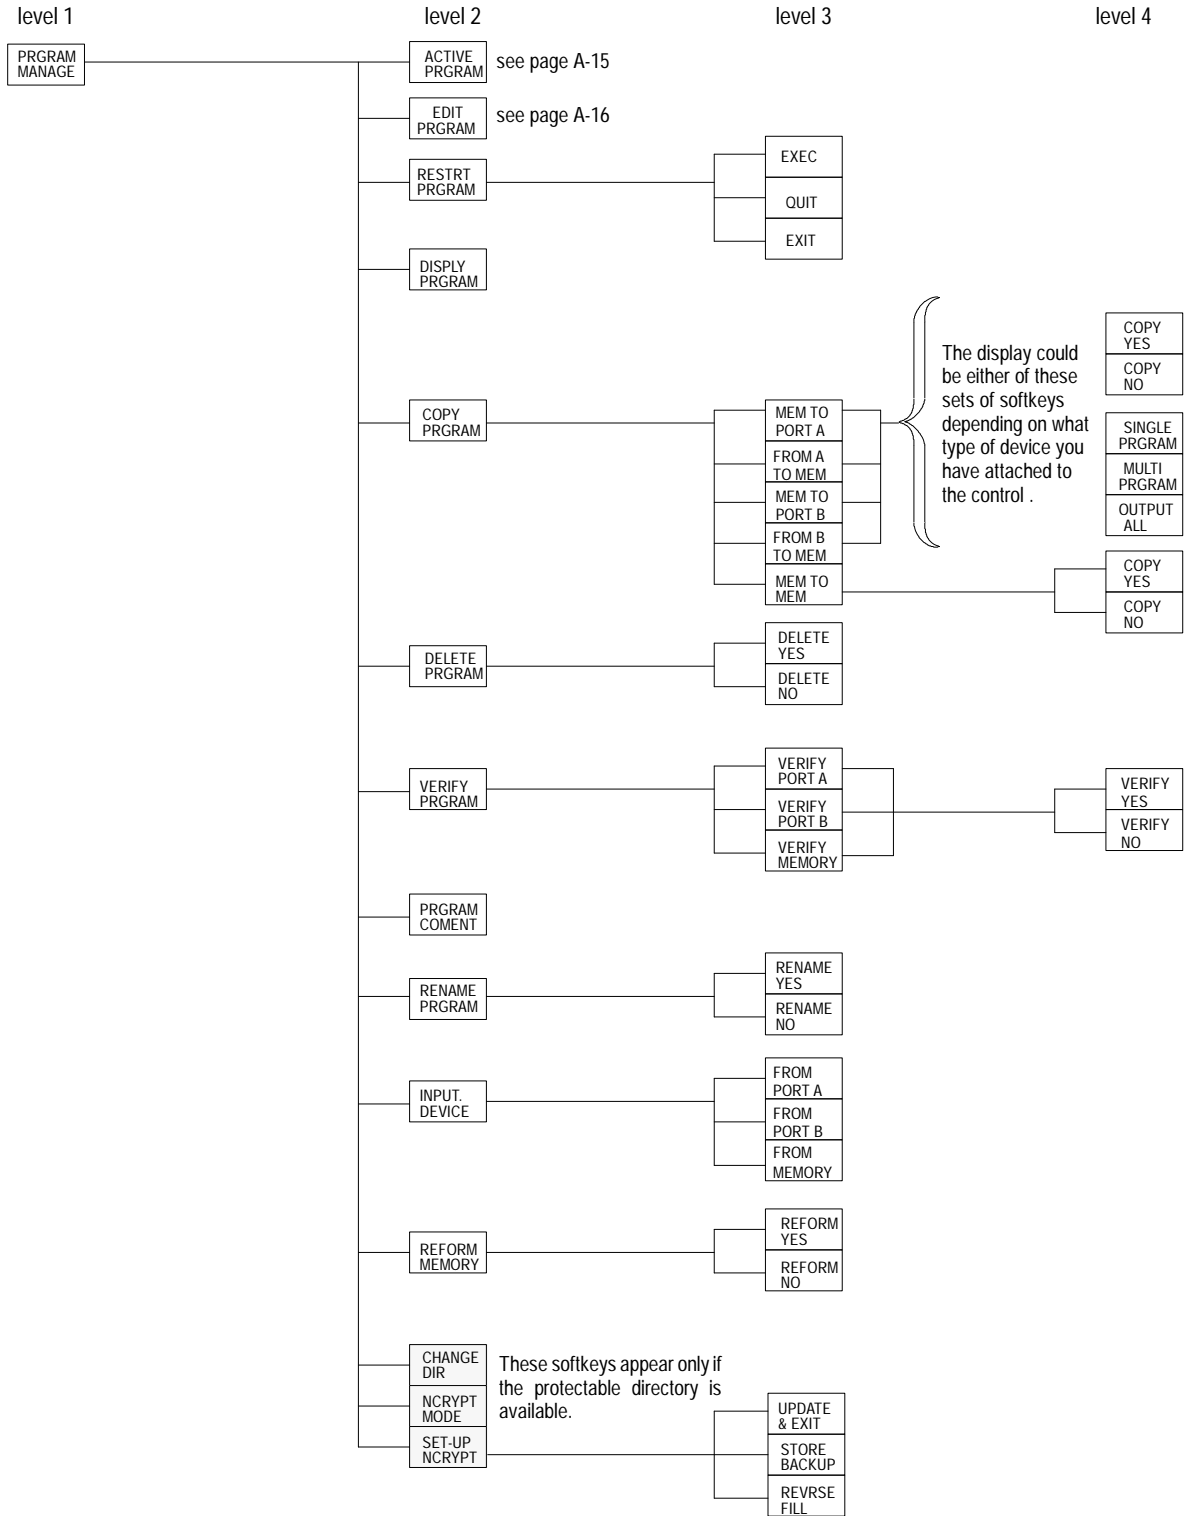 level 1
level 2
level 3
level 4
PRGRAM
MANAGE
ACTIVE
PRGRAM
see page A-15
EDIT
PRGRAM
see page A-16
RESTRT
PRGRAM
EXEC
QUIT
EXIT
DISPLY
PRGRAM
COPY
PRGRAM
MEM TO
PORT A
FROM A
TO MEM
MEM TO
PORT B
FROM B
TO MEM
MEM TO
MEM
The display could
be either of these
sets of softkeys
depending on what
type of device you
have attached to
the control .
COPY
YES
COPY
NO
SINGLE
PRGRAM
MULTI
PRGRAM
OUTPUT
ALL
COPY
YES
COPY
NO
DELETE
PRGRAM
DELETE
YES
DELETE
NO
VERIFY
PRGRAM
VERIFY
PORT A
VERIFY
PORT B
VERIFY
MEMORY
VERIFY
YES
VERIFY
NO
PRGRAM
COMENT
RENAME
PRGRAM
RENAME
YES
RENAME
NO
INPUT.
DEVICE
FROM
PORT A
FROM
PORT B
FROM
MEMORY
REFORM
MEMORY
REFORM
YES
REFORM
NO
CHANGE
DIR
NCRYPT
MODE
SET-UP
NCRYPT
These softkeys appear only if
the protectable directory is
available.
UPDATE
& EXIT
STORE
BACKUP
REVRSE
FILL